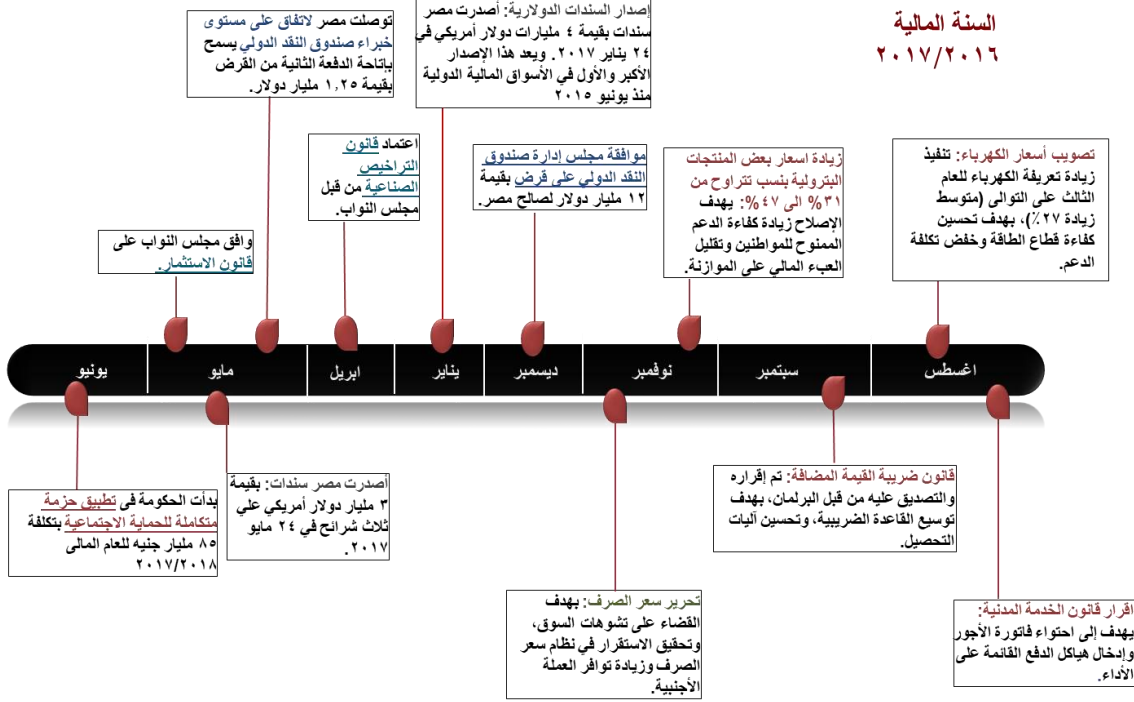 السنة المالية
٢٠١٧/٢٠١٦
توصلت مصر لاتفاق على مستوى
خبراء صندوق النقد الدولي يسمح
بإتاحة الدفعة الثانية من القرض
بقيمة ١,٢٥ مليار دولار.
إصدار السندات الدولارية: أصدرت مصر
سندات بقيمة ٤ مليارات دولار أمريكي في
٢٤ يناير ٢٠١٧. ويعد هذا الإصدار
الأكبر والأول في الأسواق المالية الدولية
منذ يونيو ٢٠١٥
تصويب أسعار الكهرباء: تنفيذ
زيادة تعريفة الكهرباء للعام
الثالث على التوالى (متوسط
زيادة ٢٧٪)، بهدف تحسين
كفاءة قطاع الطاقة وخفض تكلفة
الدعم.
زيادة اسعار بعض المنتجات
البترولية بنسب تتراوح من
٣١% الى ٤٧%: يهدف
الإصلاح زيادة كفاءة الدعم
الممنوح للمواطنين وتقليل
العبء المالي على الموازنة.
موافقة مجلس إدارة صندوق
النقد الدولي على قرض بقيمة
١٢ مليار دولار لصالح مصر.
اعتماد قانون
التراخيص
الصناعية من قبل
مجلس النواب.
وافق مجلس النواب على
قانون الاستثمار.
اغسطس
سبتمبر
نوفمبر
ديسمبر
يناير
ابريل
مايو
يونيو
اقرار قانون الخدمة المدنية:
يهدف إلى احتواء فاتورة الأجور
وإدخال هياكل الدفع القائمة على
الأداء.
قانون ضريبة القيمة المضافة: تم إقراره
والتصديق عليه من قبل البرلمان، بهدف
توسيع القاعدة الضريبية، وتحسين آليات
التحصيل.
تحرير سعر الصرف: بهدف
القضاء على تشوهات السوق،
وتحقيق الاستقرار في نظام سعر
الصرف وزيادة توافر العملة
الأجنبية.
أصدرت مصر سندات: بقيمة
٣ مليار دولار أمريكي علي
ثلاث شرائح في ٢٤ مايو
٢٠١٧.
بدأت الحكومة فى تطبيق حزمة
متكاملة للحماية الاجتماعية بتكلفة
٨٥ مليار جنيه للعام المالى
٢٠١٧/٢٠١٨